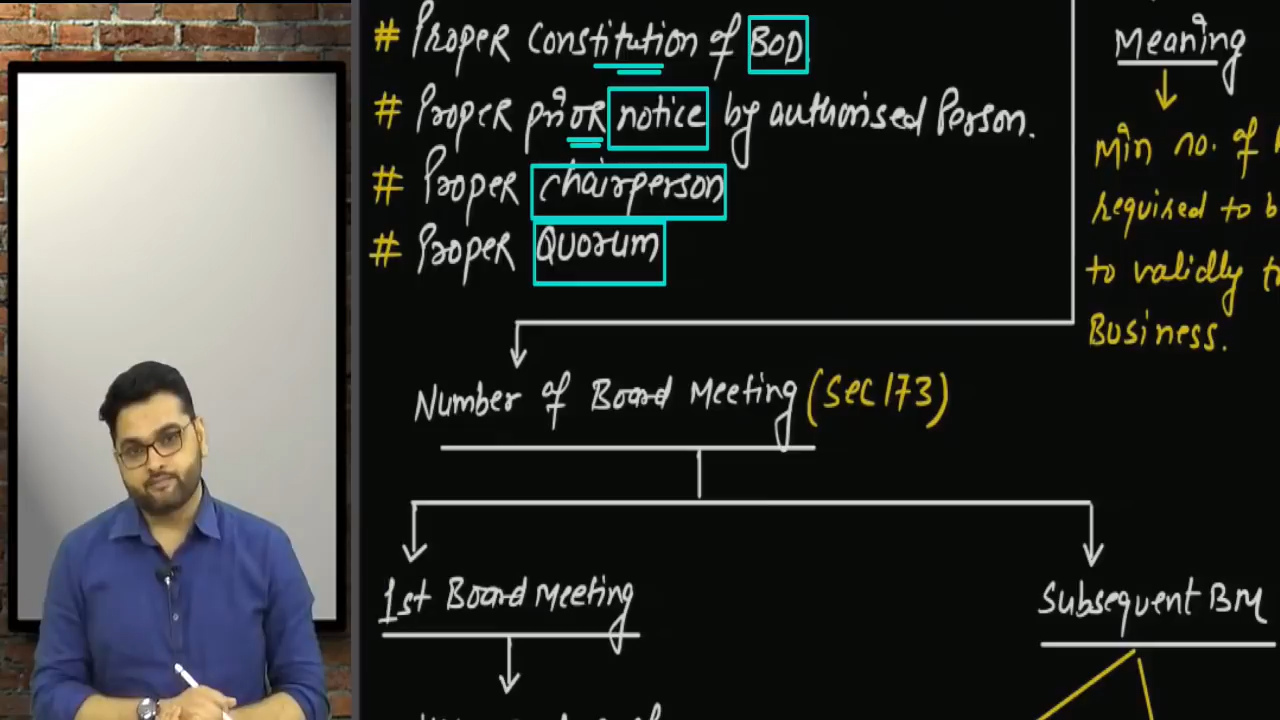 # Proper constitution of BOD
# Proper prior notice by authorised Person.
# Proper chairperson
# Proper Quorum
Meaning
Min no. of
required to b
to validly t
Business.
Number of Board Meeting (Sec 173)
1st Board Meeting
Subsequent BM